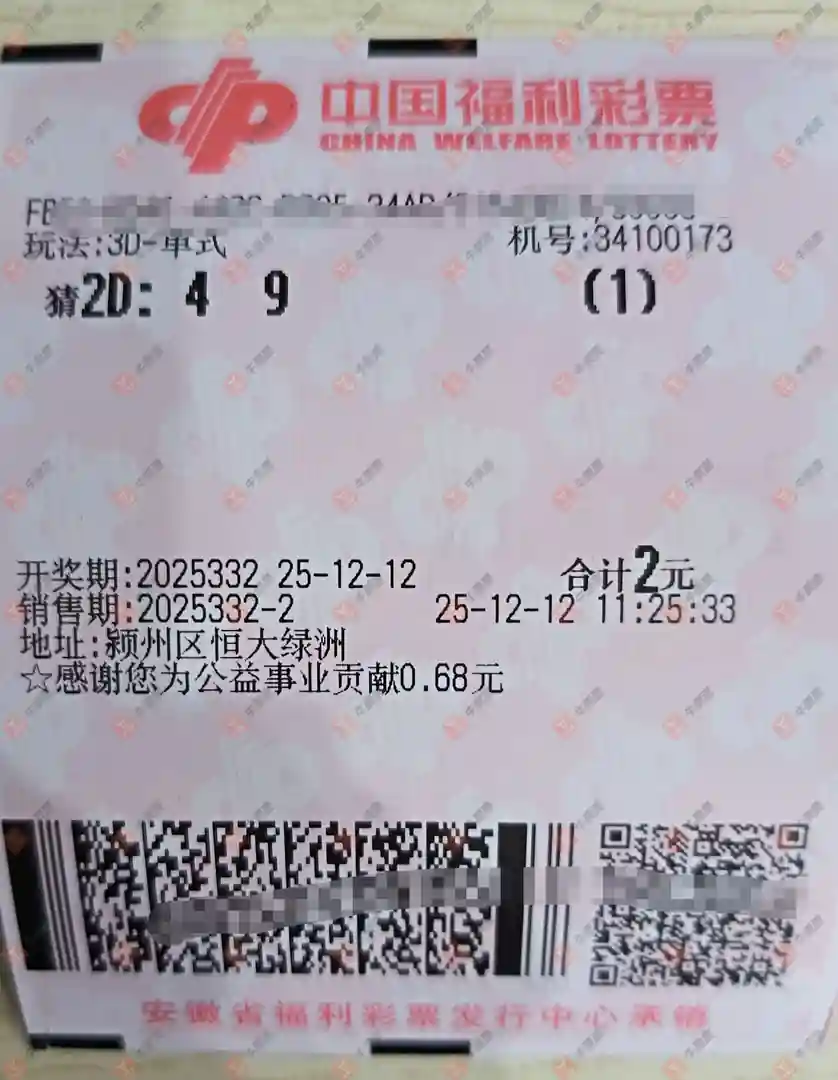 中国福利彩票
CHINA WELFARE LOTTERY
玩法:3D-单式 机号:34100173
猜2D: 4 9 (1)
开奖期:2025332 25-12-12 合计2元
销售期:2025332-2 25-12-12 11:25:33
地址:颍州区恒大绿洲
☆感谢您为公益事业贡献0.68元
安徽省福利彩票发行中心承销